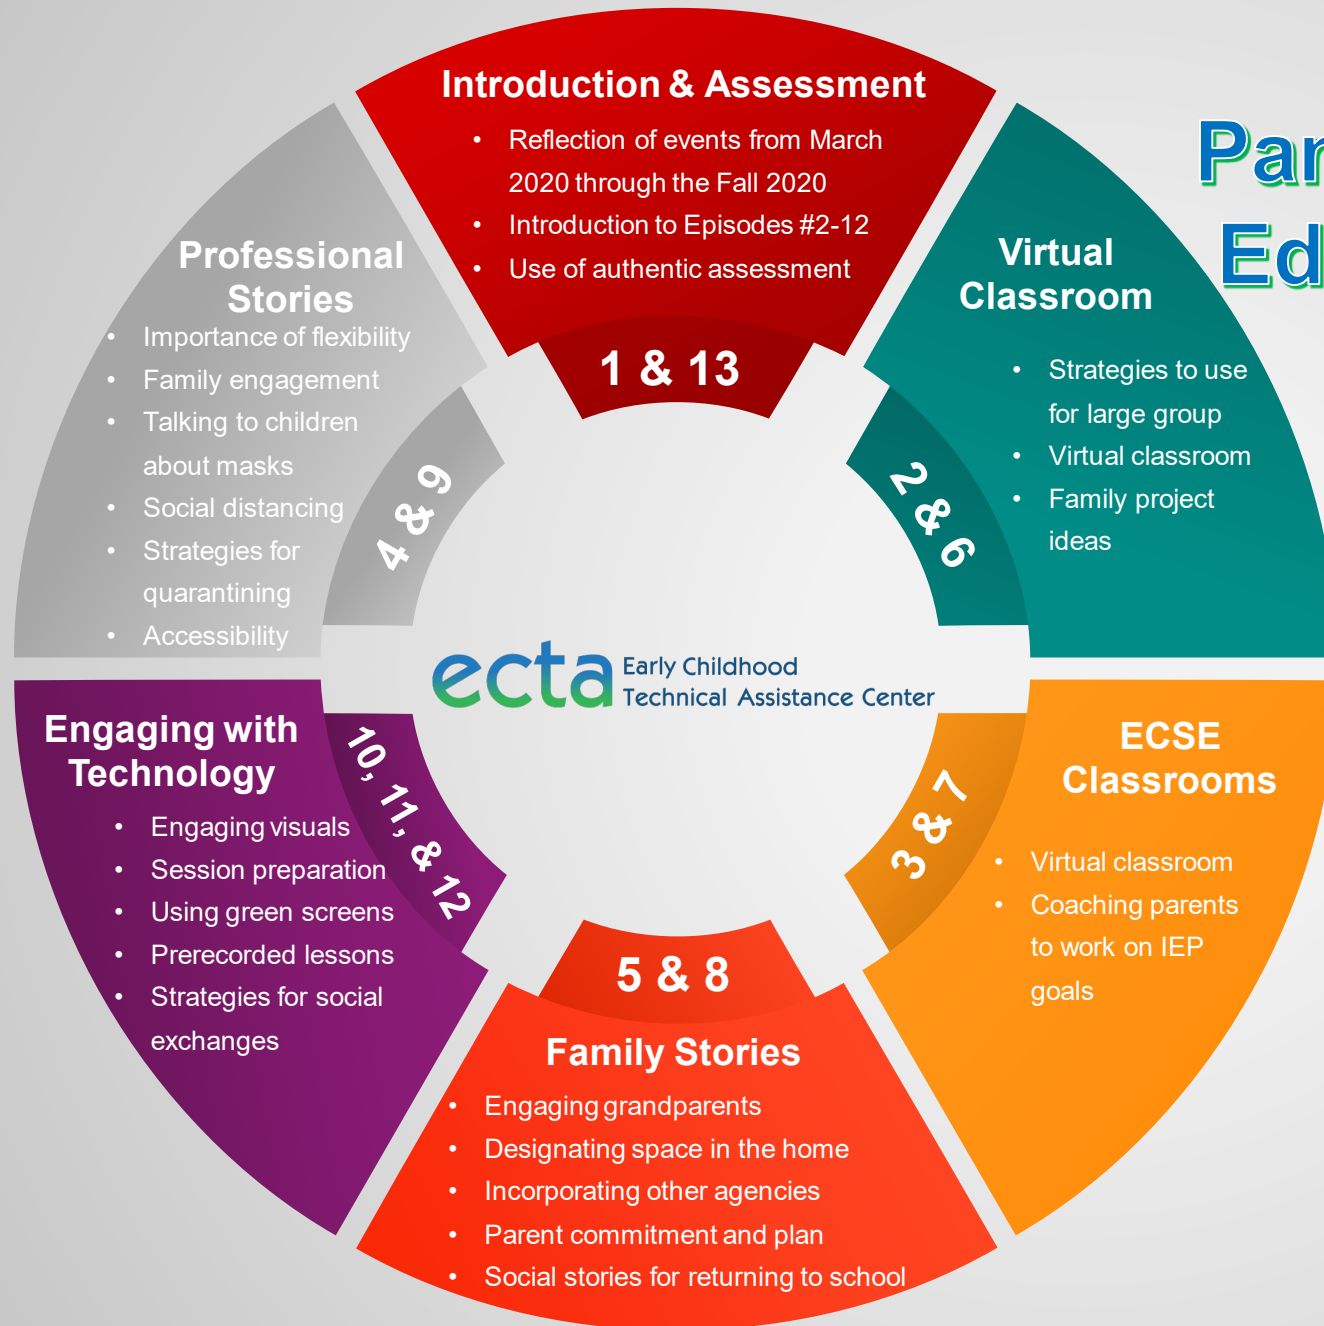 Introduction & Assessment
• Reflection of events from March
2020 through the Fall 2020
• Introduction to Episodes #2-12
• Use of authentic assessment
1 & 13
Virtual
Classroom
• Strategies to use
for large group
• Virtual classroom
• Family project
ideas
2 & 6
ECSE
Classrooms
• Virtual classroom
• Coaching parents
to work on IEP
goals
3 & 7
5 & 8
Family Stories
• Engaging grandparents
• Designating space in the home
• Incorporating other agencies
• Parent commitment and plan
• Social stories for returning to school
Engaging with
Technology
• Engaging visuals
• Session preparation
• Using green screens
• Prerecorded lessons
• Strategies for social
exchanges
10, 11, & 12
Professional
Stories
• Importance of flexibility
• Family engagement
• Talking to children
about masks
• Social distancing
• Strategies for
quarantining
• Accessibility
4 & 9
ecta Early Childhood
Technical Assistance Center